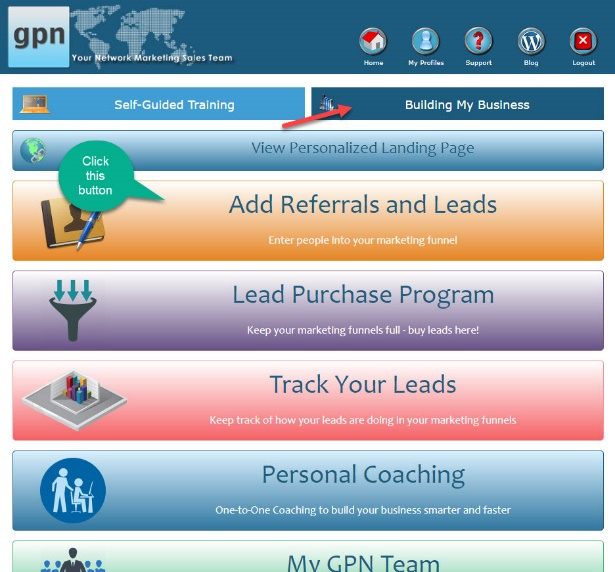 gpn
Your Network Marketing Sales Team
Home
My Profiles
Support
Blog
Logout
Self-Guided Training
Building My Business
View Personalized Landing Page
Click
this
button
Add Referrals and Leads
Enter people into your marketing funnel
Lead Purchase Program
Keep your marketing funnels full - buy leads here!
Track Your Leads
Keep track of how your leads are doing in your marketing funnels
Personal Coaching
One-to-One Coaching to build your business smarter and faster
My GPN Team